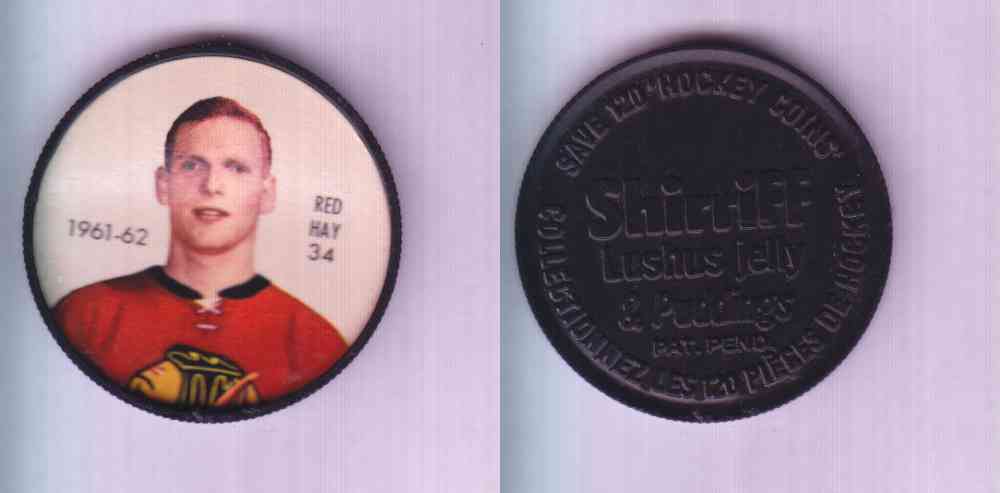 1961-62
RED
HAY
34
SAVE 120 "HOCKEY COINS"
Shirriff
Lushus Jelly
& Puddings
PAT. PEND.
COLLECTIONNEZ LES 120 PIÈCES DE HOCKEY